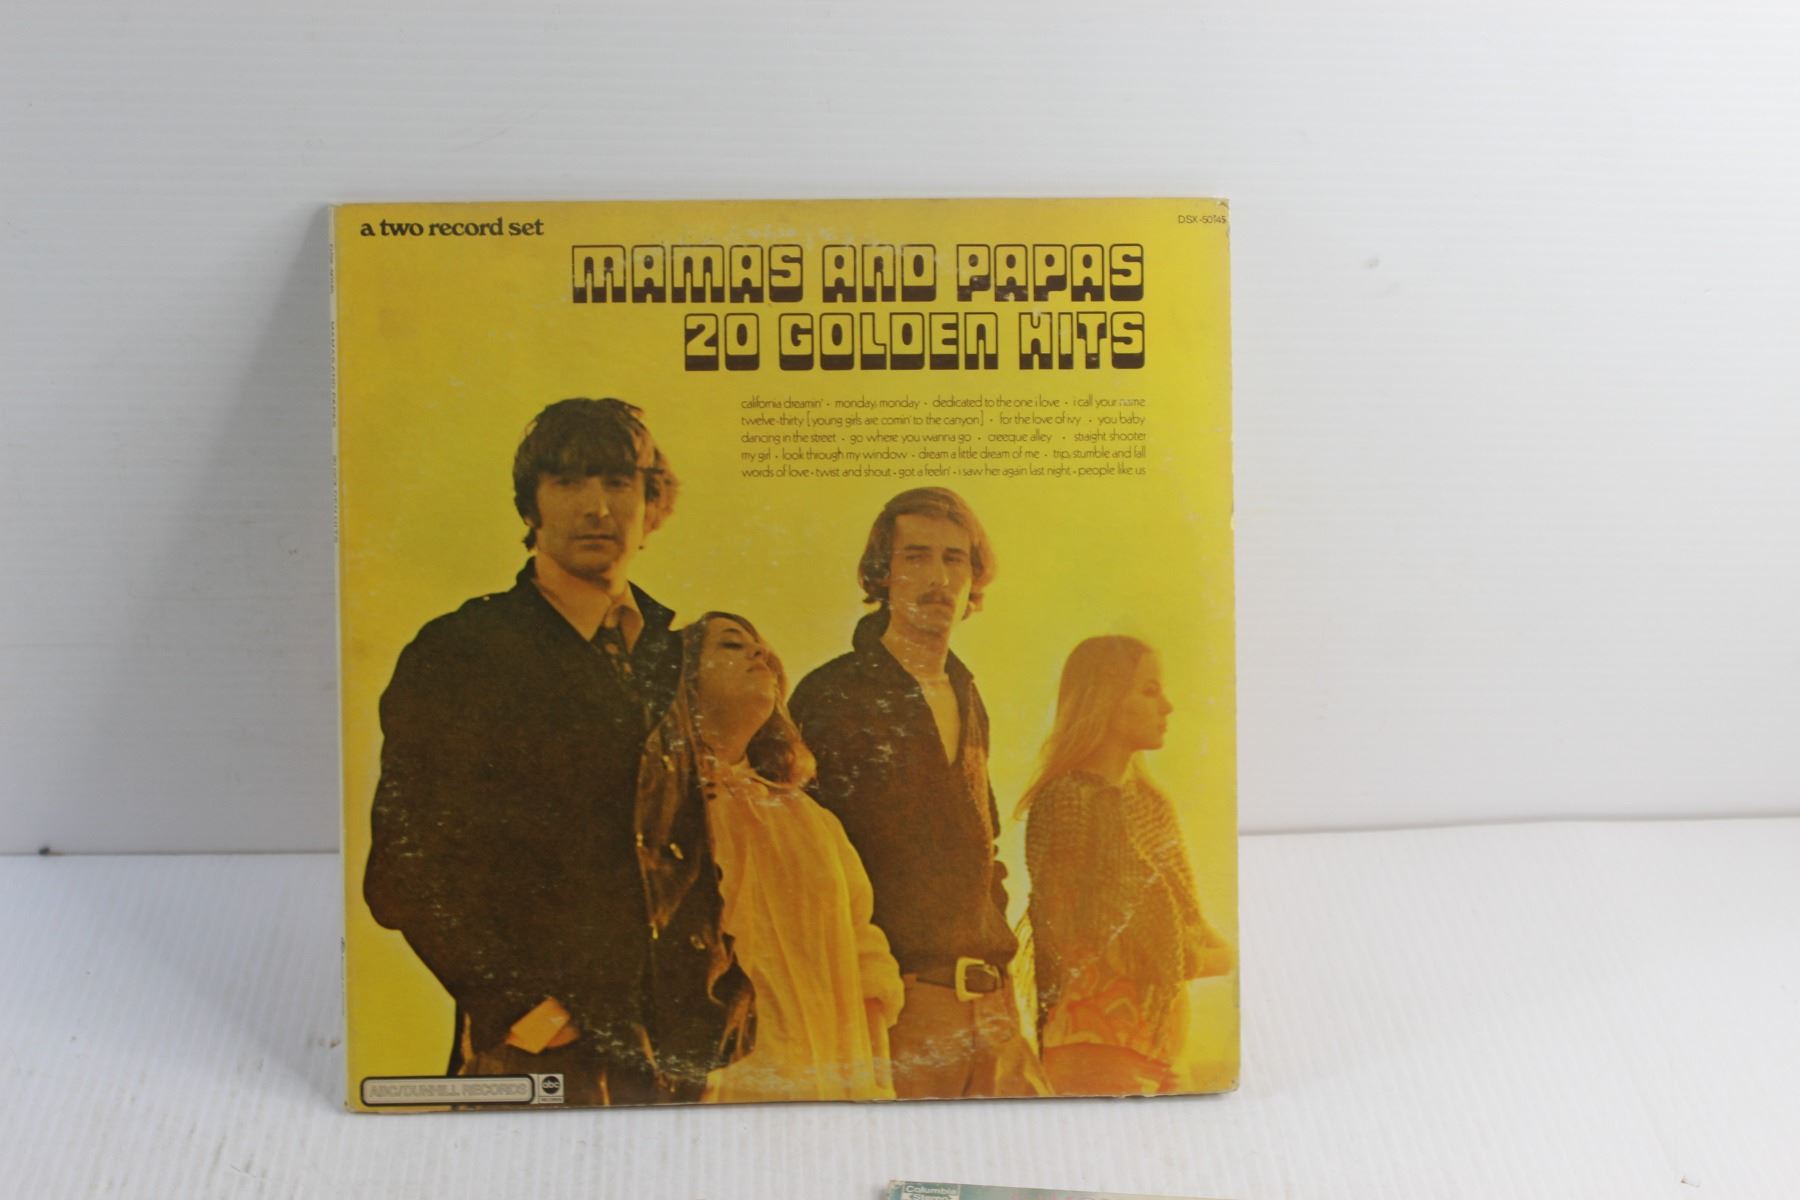 a two record set
DSX-50145
MAMAS AND PAPAS
20 GOLDEN HITS
california dreamin' • monday, monday • dedicated to the one i love • i call your name
twelve-thirty [young girls are comin' to the canyon] • for the love of ivy • you baby
dancing in the street • go where you wanna go • creeque alley • straight shooter
my girl • look through my window • dream a little dream of me • trip, stumble and fall
words of love • twist and shout • got a feelin' • i saw her again last night • people like us
ABC/DUNHILL RECORDS
abc
Columbia
Stereo